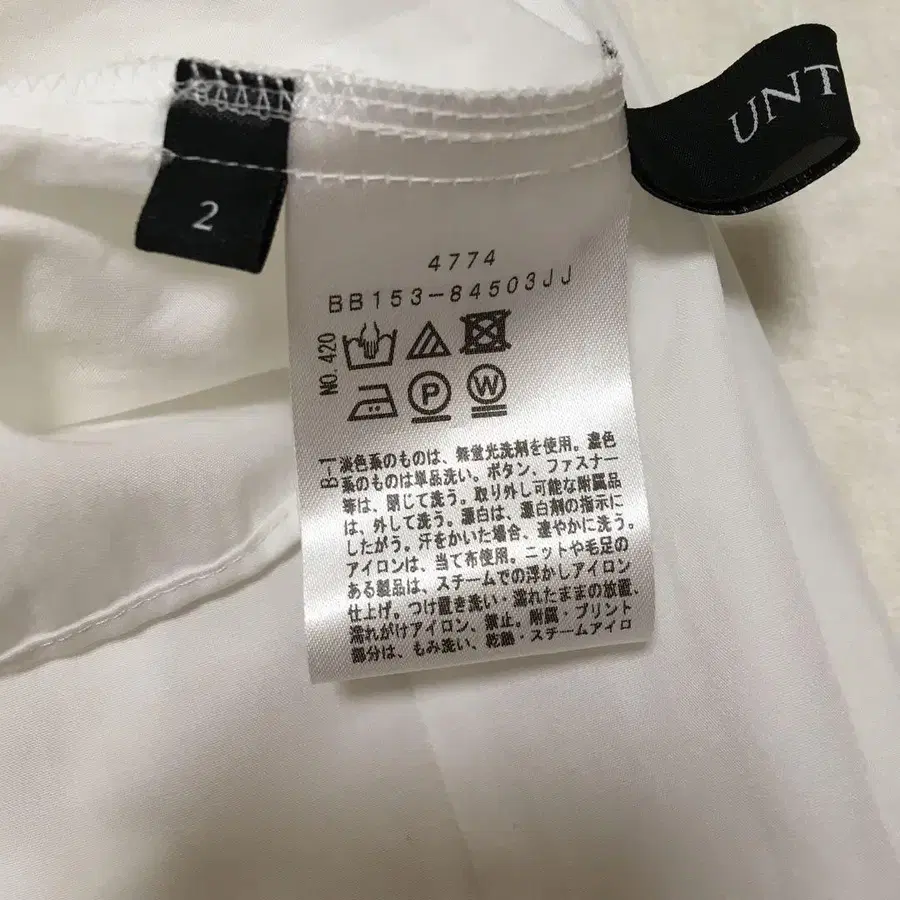 UNT
2
4774
BB153-84503JJ
NO. 420
P
W
B-1
淡色系のものは、無蛍光洗剤を使用。濃色
系のものは単品洗い。ボタン、ファスナー
等は、閉じて洗う。取り外し可能な附属品
は、外して洗う。漂白は、漂白剤の指示に
したがう。汗をかいた場合、速やかに洗う。
アイロンは、当て布使用。ニットや毛足の
ある製品は、スチームでの浮かしアイロン
仕上げ。つけ置き洗い・濡れたままの放置、
濡れがけアイロン、禁止。附属・プリント
部分は、もみ洗い、乾燥・スチームアイロ